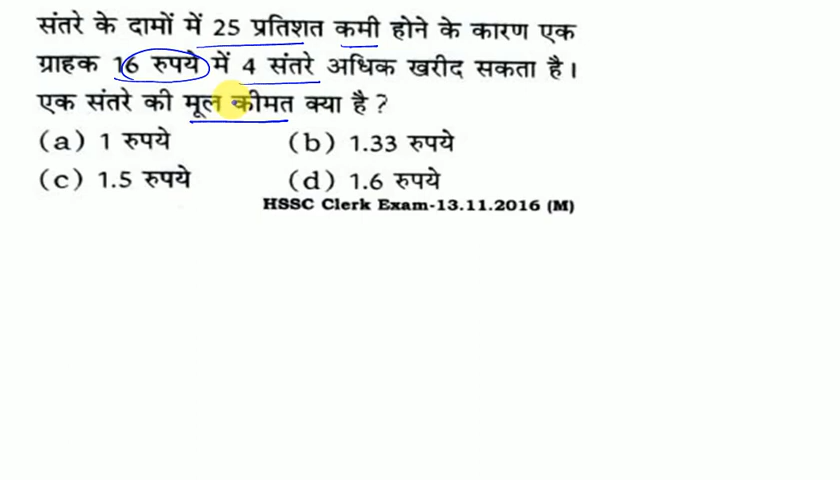 संतरे के दामों में 25 प्रतिशत कमी होने के कारण एक
ग्राहक 16 रुपये में 4 संतरे अधिक खरीद सकता है।
एक संतरे की मूल कीमत क्या है ?
(a) 1 रुपये (b) 1.33 रुपये
(c) 1.5 रुपये (d) 1.6 रुपये
HSSC Clerk Exam-13.11.2016 (M)